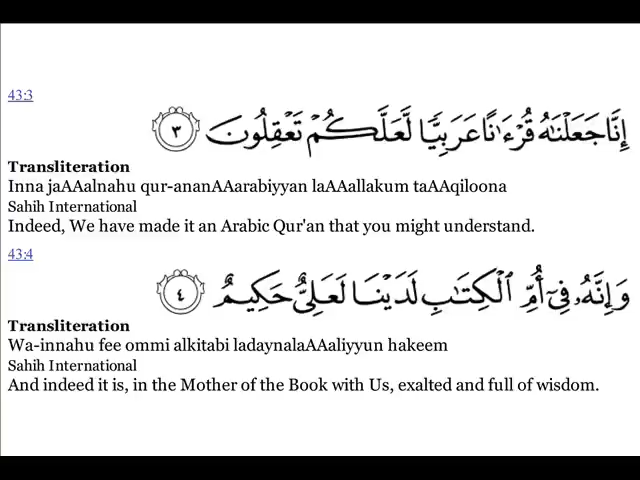 43:3
إِنَّا جَعَلْنَٰهُ قُرْءَٰنًا عَرَبِيًّا لَّعَلَّكُمْ تَعْقِلُونَ ٣
Transliteration
Inna jaAAalnahu qur-ananAAarabiyyan laAAallakum taAAqiloona
Sahih International
Indeed, We have made it an Arabic Qur'an that you might understand.
43:4
وَإِنَّهُۥ فِىٓ أُمِّ ٱلْكِتَٰبِ لَدَيْنَا لَعَلِىٌّ حَكِيمٌ ٤
Transliteration
Wa-innahu fee ommi alkitabi ladaynalaAAaliyyun hakeem
Sahih International
And indeed it is, in the Mother of the Book with Us, exalted and full of wisdom.